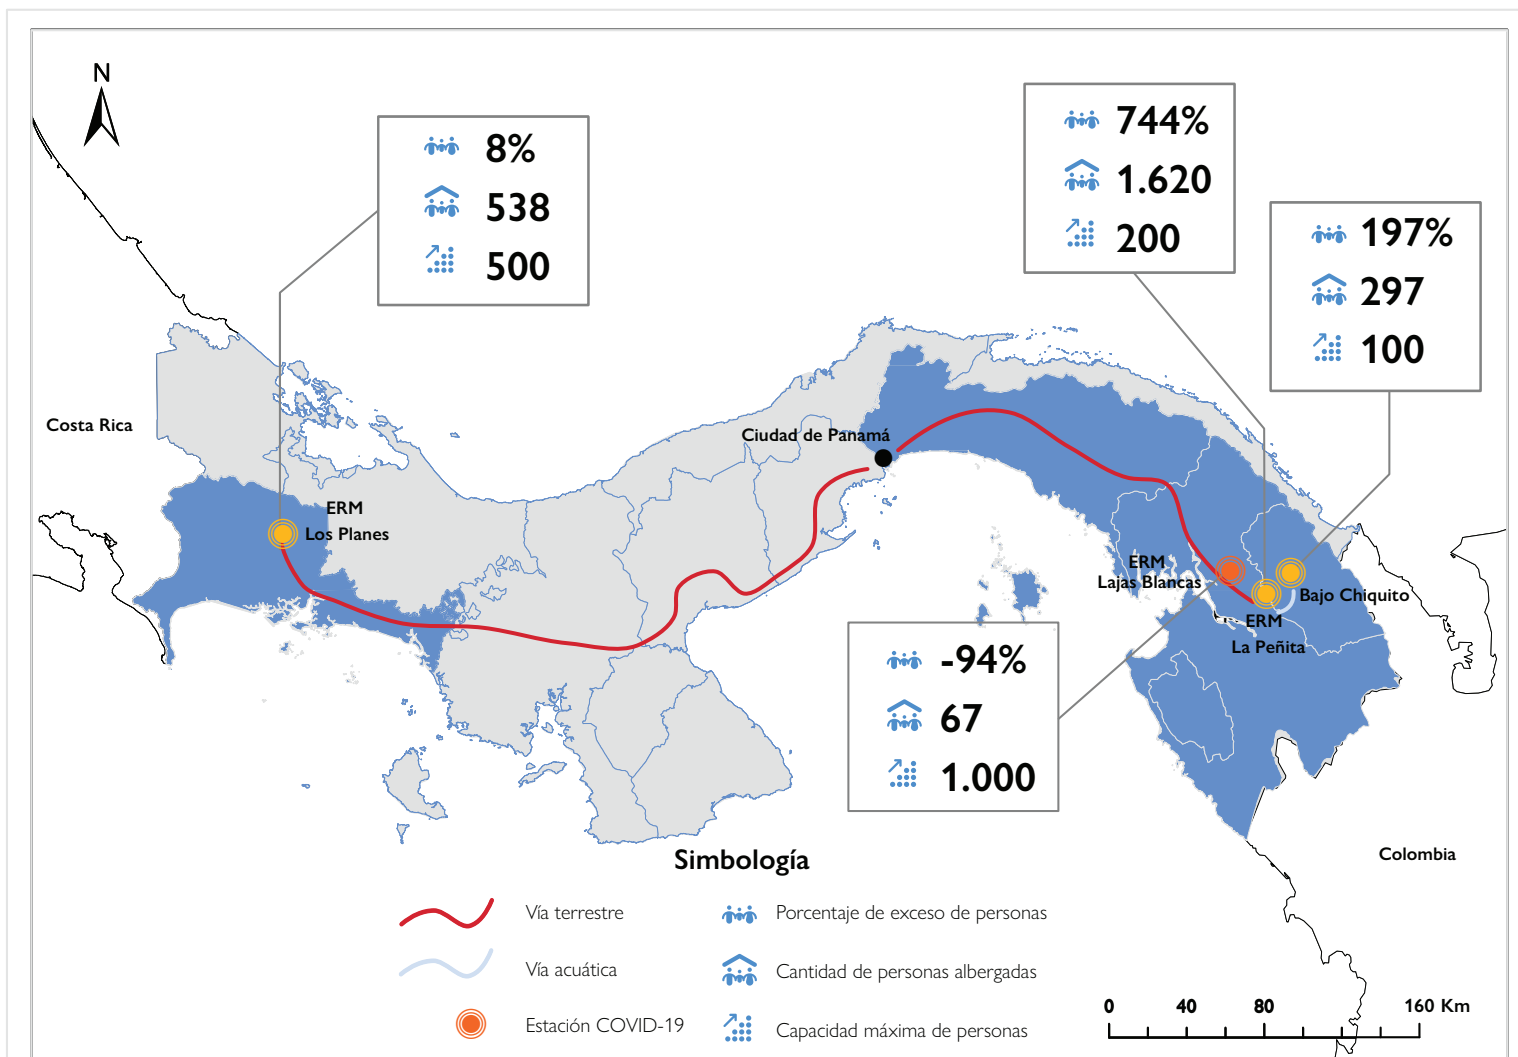 N
8%
538
500
744%
1.620
200
197%
297
100
Costa Rica
Ciudad de Panamá
ERM
Los Planes
ERM
Lajas Blancas
Bajo Chiquito
ERM
La Peñita
-94%
67
1.000
Colombia
Simbología
Vía terrestre
Porcentaje de exceso de personas
Vía acuática
Cantidad de personas albergadas
Estación COVID-19
Capacidad máxima de personas
0 40 80 160 Km